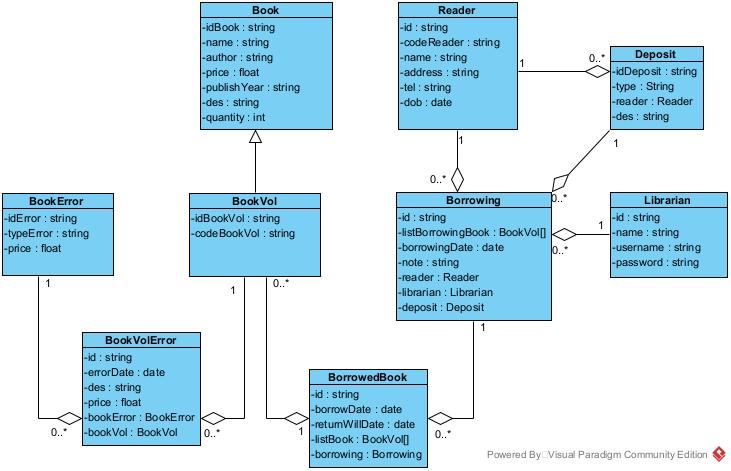 Book
-idBook : string
-name : string
-author : string
-price : float
-publishYear : string
-des : string
-quantity : int
Reader
-id : string
-codeReader : string
-name : string
-address : string
-tel : string
-dob : date
1
0..*
Deposit
-idDeposit : string
-type : String
-reader : Reader
-des : string
1
0..*
1
0..*
BookError
-idError : string
-typeError : string
-price : float
BookVol
-idBookVol : string
-codeBookVol : string
Borrowing
-id : string
-listBorrowingBook : BookVol[]
-borrowingDate : date
-note : string
-reader : Reader
-librarian : Librarian
-deposit : Deposit
1
0..*
Librarian
-id : string
-name : string
-username : string
-password : string
1
1
0..*
1
BookVolError
-id : string
-errorDate : date
-des : string
-price : float
-bookError : BookError
-bookVol : BookVol
0..*
0..*
BorrowedBook
-id : string
-borrowDate : date
-returnWillDate : date
-listBook : BookVol[]
-borrowing : Borrowing
1
0..*
Powered By Visual Paradigm Community Edition